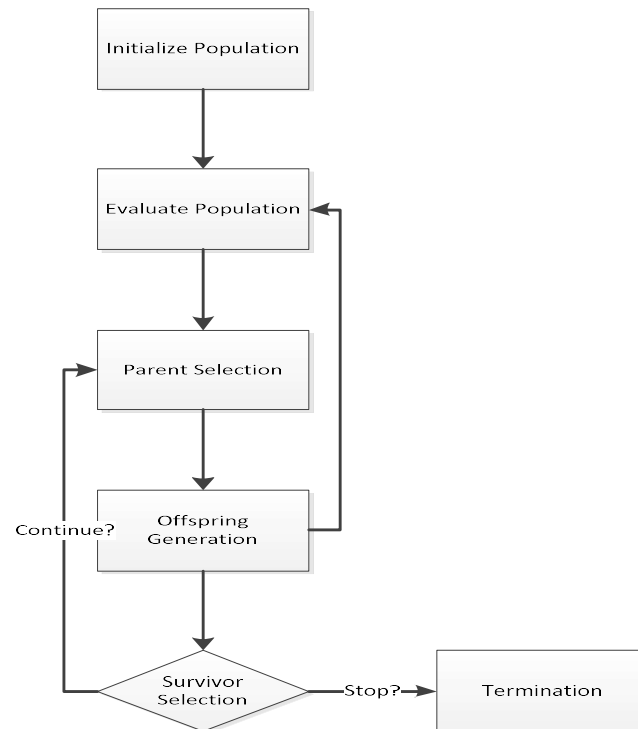 Initialize Population
Evaluate Population
Parent Selection
Offspring
Generation
Continue?
Survivor
Selection
Stop?
Termination